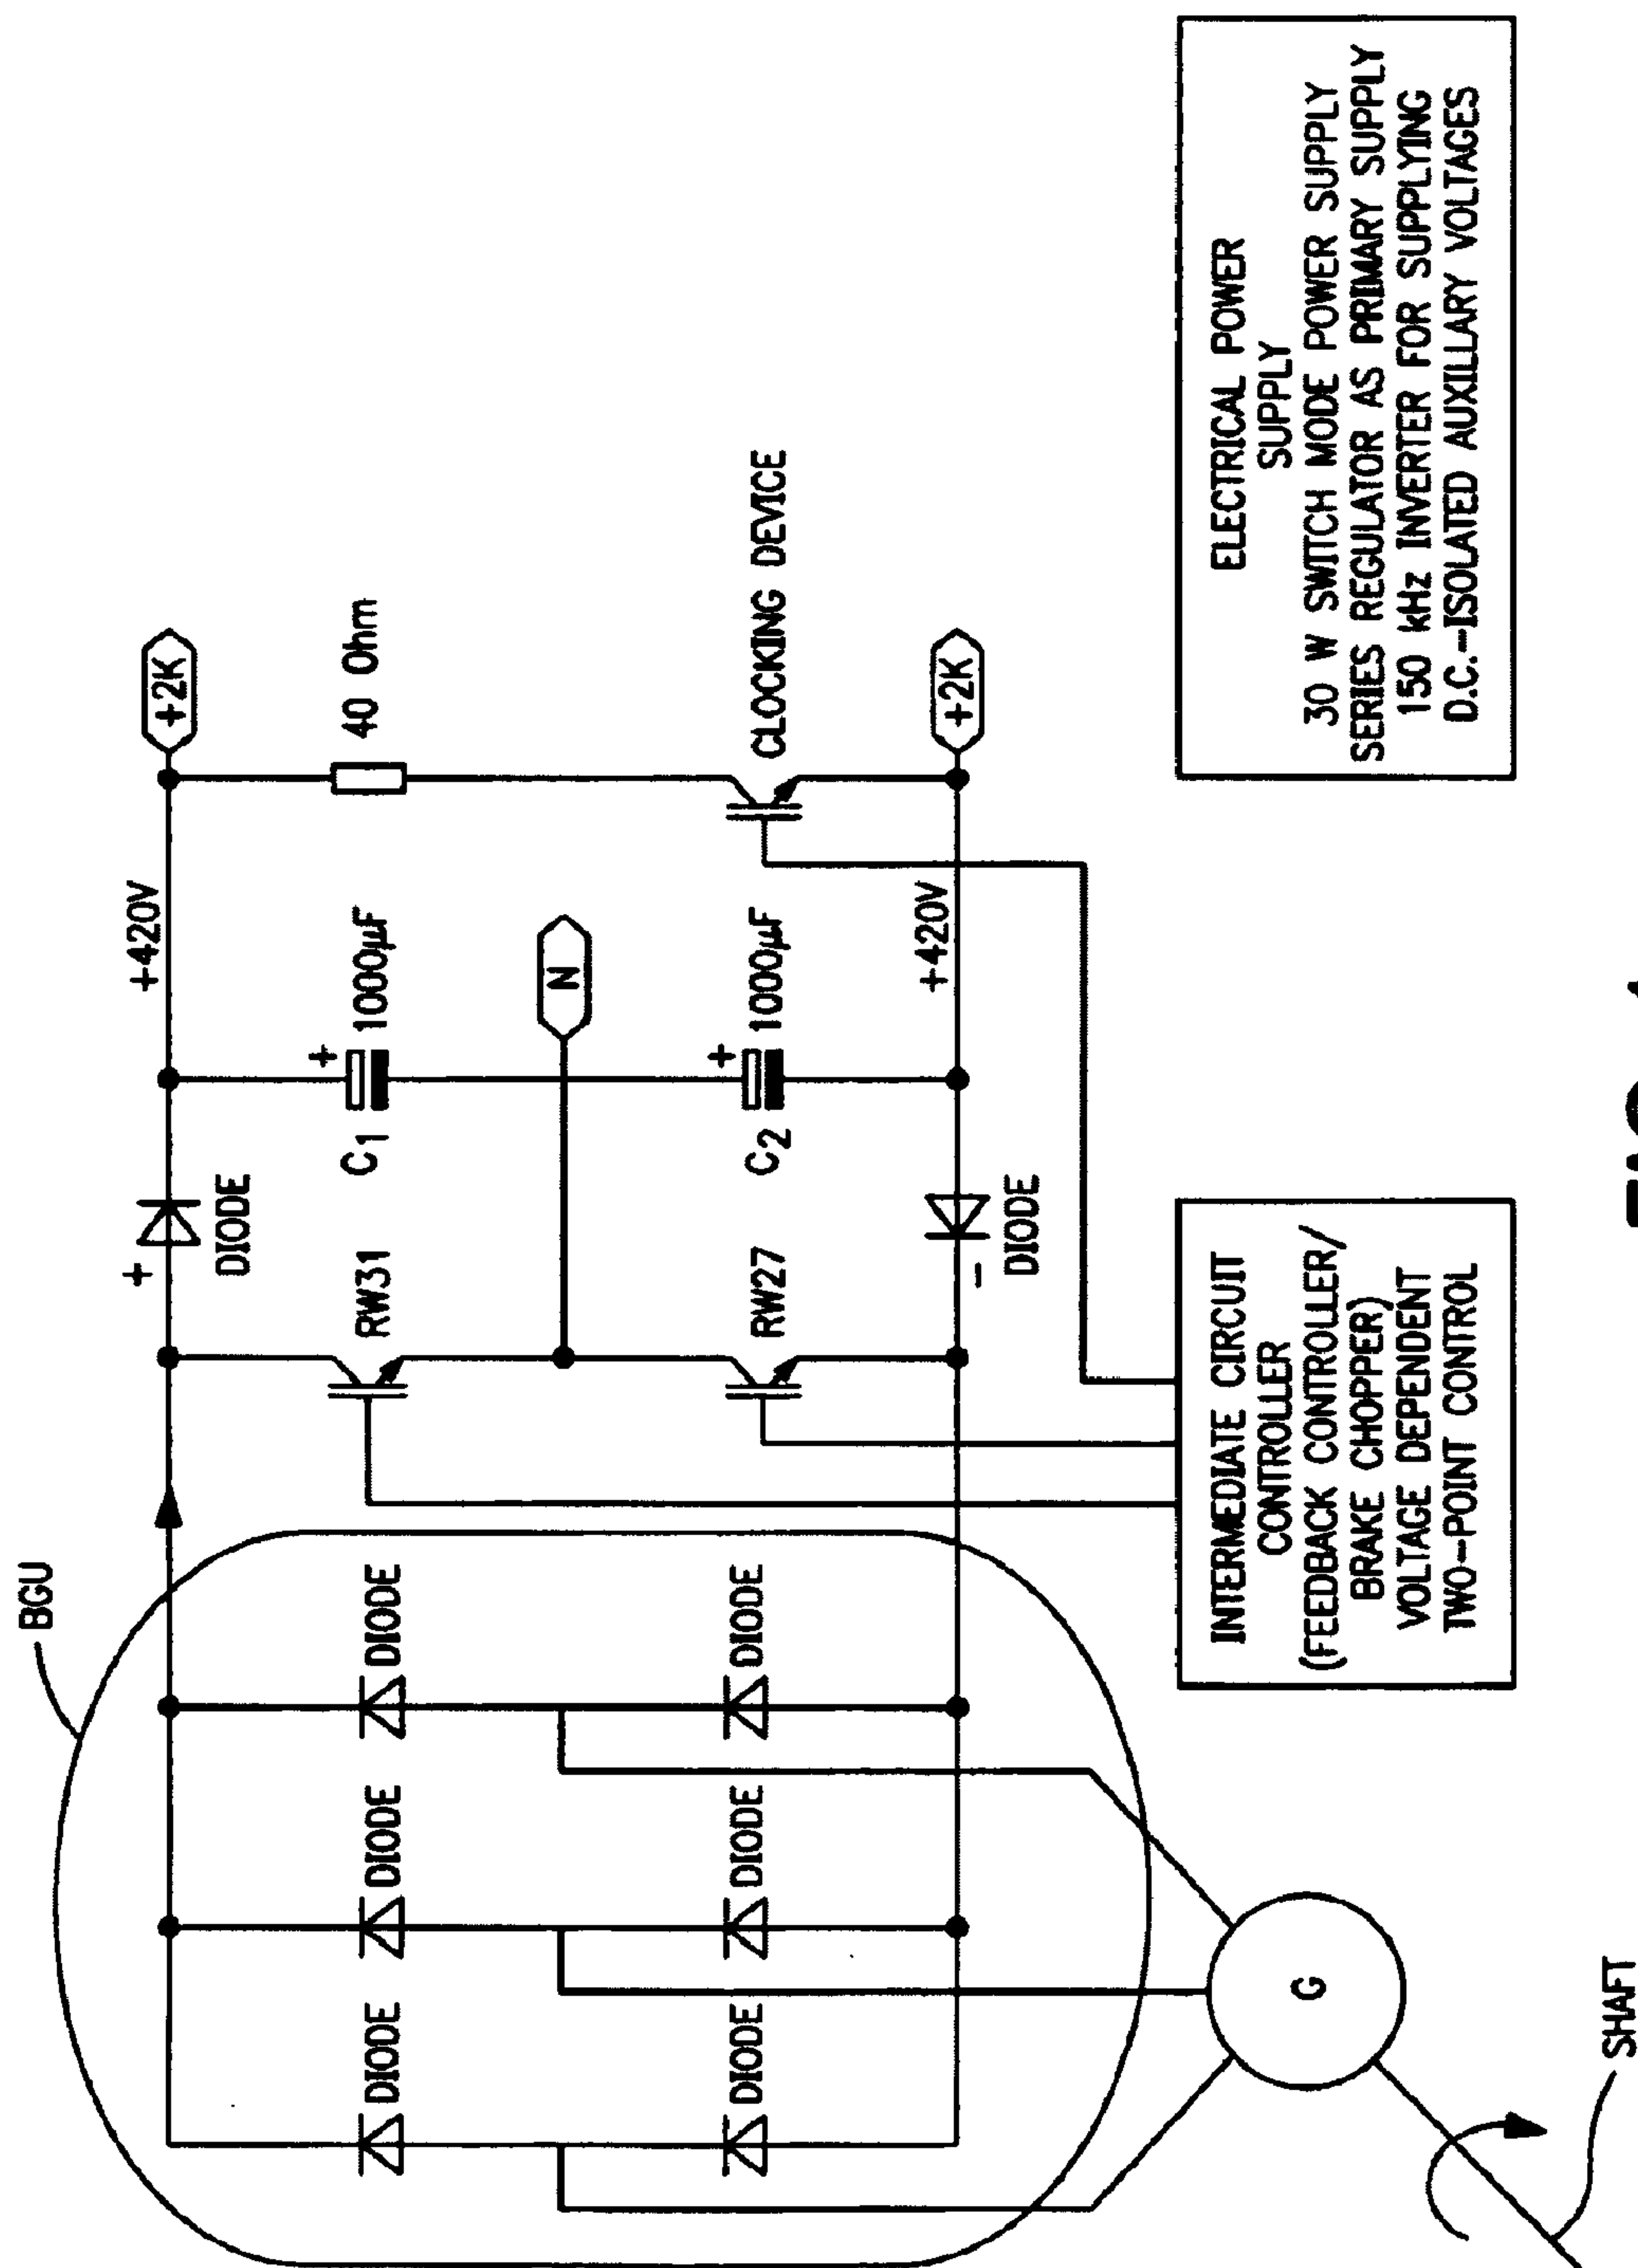 BGU
DIODE
DIODE
DIODE
DIODE
DIODE
DIODE
G
SHAFT
+
DIODE
RW31
RW27
-
DIODE
+420V
+
C1
1000µF
N
+
C2
1000µF
+420V
+2K
40 Ohm
CLOCKING DEVICE
+2K
INTERMEDIATE CIRCUIT
CONTROLLER
(FEEDBACK CONTROLLER/
BRAKE CHOPPER)
VOLTAGE DEPENDENT
TWO-POINT CONTROL
ELECTRICAL POWER
SUPPLY
30 W SWITCH MODE POWER SUPPLY
SERIES REGULATOR AS PRIMARY SUPPLY
150 kHz INVERTER FOR SUPPLYING
D.C.-ISOLATED AUXILLARY VOLTAGES